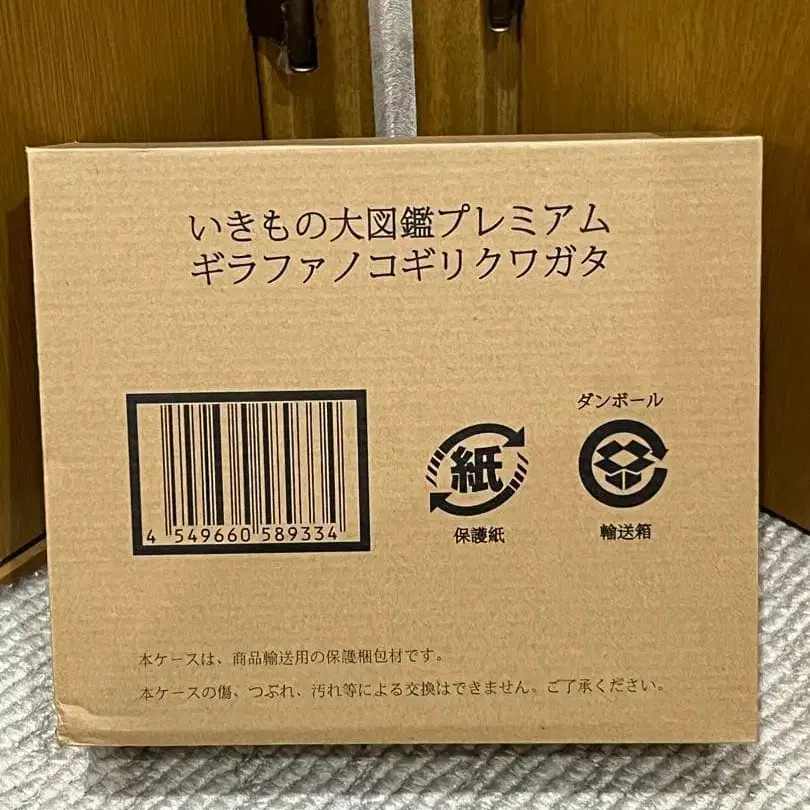 いきもの大図鑑プレミアム
ギラファノコギリクワガタ
ダンボール
紙
4 549660 589334
保護紙
輸送箱
本ケースは、商品輸送用の保護梱包材です。
本ケースの傷、つぶれ、汚れ等による交換はできません。ご了承ください。